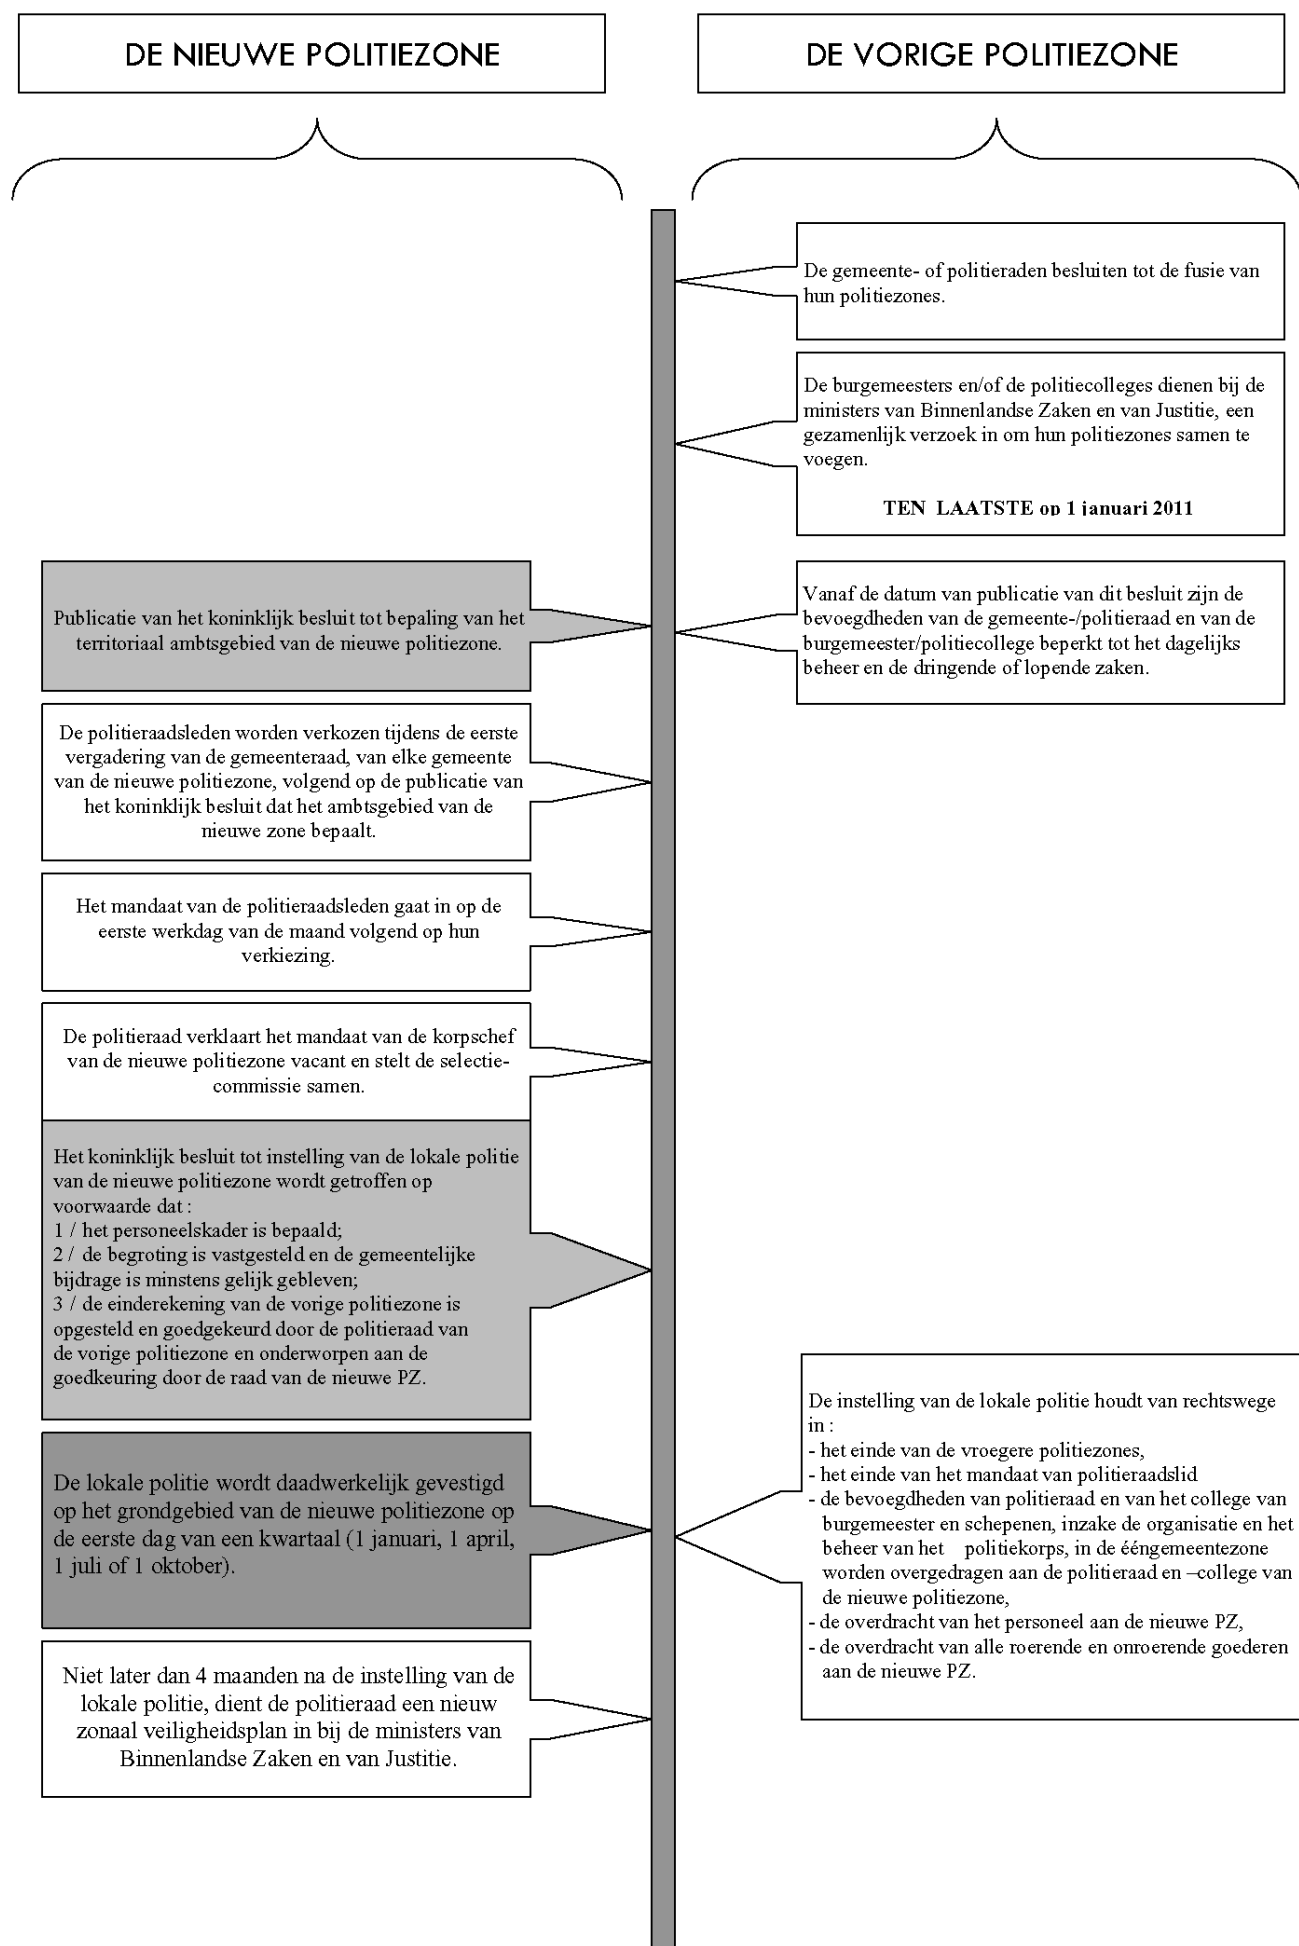 DE NIEUWE POLITIEZONE
DE VORIGE POLITIEZONE
De gemeente- of politieraden besluiten tot de fusie van
hun politiezones.
De burgemeesters en/of de politiecolleges dienen bij de
ministers van Binnenlandse Zaken en van Justitie, een
gezamenlijk verzoek in om hun politiezones samen te
voegen.
TEN LAATSTE op 1 januari 2011
Publicatie van het koninklijk besluit tot bepaling van het
territoriaal ambtsgebied van de nieuwe politiezone.
Vanaf de datum van publicatie van dit besluit zijn de
bevoegdheden van de gemeente-/politieraad en van de
burgemeester/politiecollege beperkt tot het dagelijks
beheer en de dringende of lopende zaken.
De politieraadsleden worden verkozen tijdens de eerste
vergadering van de gemeenteraad, van elke gemeente
van de nieuwe politiezone, volgend op de publicatie van
het koninklijk besluit dat het ambtsgebied van de
nieuwe zone bepaalt.
Het mandaat van de politieraadsleden gaat in op de
eerste werkdag van de maand volgend op hun
verkiezing.
De politieraad verklaart het mandaat van de korpschef
van de nieuwe politiezone vacant en stelt de selectie-
commissie samen.
Het koninklijk besluit tot instelling van de lokale politie
van de nieuwe politiezone wordt getroffen op
voorwaarde dat :
1 / het personeelskader is bepaald;
2 / de begroting is vastgesteld en de gemeentelijke
bijdrage is minstens gelijk gebleven;
3 / de einderekening van de vorige politiezone is
opgesteld en goedgekeurd door de politieraad van
de vorige politiezone en onderworpen aan de
goedkeuring door de raad van de nieuwe PZ.
De lokale politie wordt daadwerkelijk gevestigd
op het grondgebied van de nieuwe politiezone op
de eerste dag van een kwartaal (1 januari, 1 april,
1 juli of 1 oktober).
De instelling van de lokale politie houdt van rechtswege
in :
- het einde van de vroegere politiezones,
- het einde van het mandaat van politieraadslid
- de bevoegdheden van politieraad en van het college van
burgemeester en schepenen, inzake de organisatie en het
beheer van het politiekorps, in de ééngemeentezone
worden overgedragen aan de politieraad en –college van
de nieuwe politiezone,
- de overdracht van het personeel aan de nieuwe PZ,
- de overdracht van alle roerende en onroerende goederen
aan de nieuwe PZ.
Niet later dan 4 maanden na de instelling van de
lokale politie, dient de politieraad een nieuw
zonaal veiligheidsplan in bij de ministers van
Binnenlandse Zaken en van Justitie.